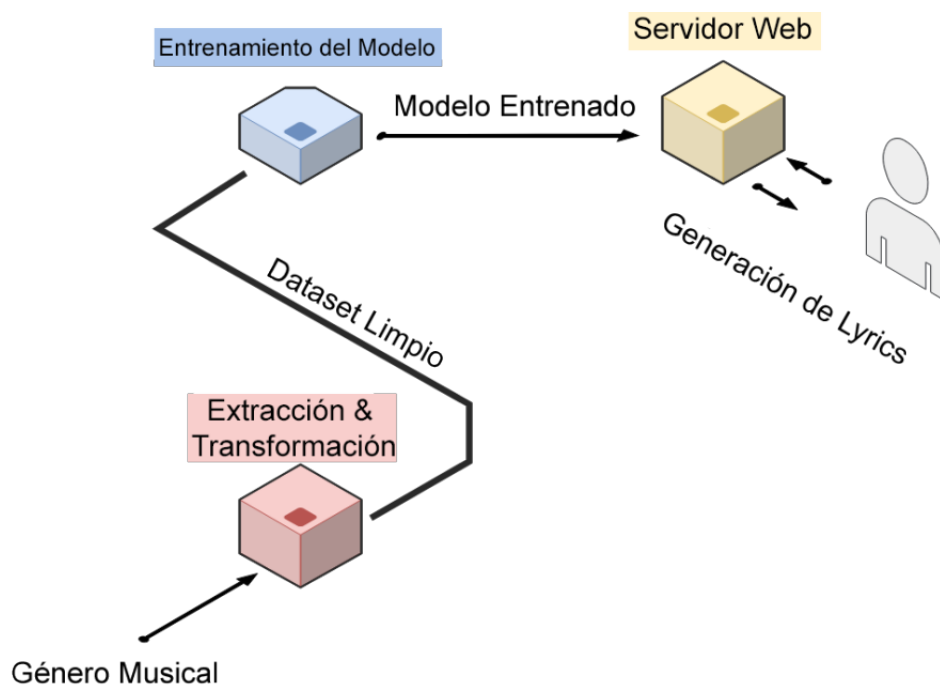 Entrenamiento del Modelo
Servidor Web
Modelo Entrenado
Generación de Lyrics
Dataset Limpio
Extracción &
Transformación
Género Musical